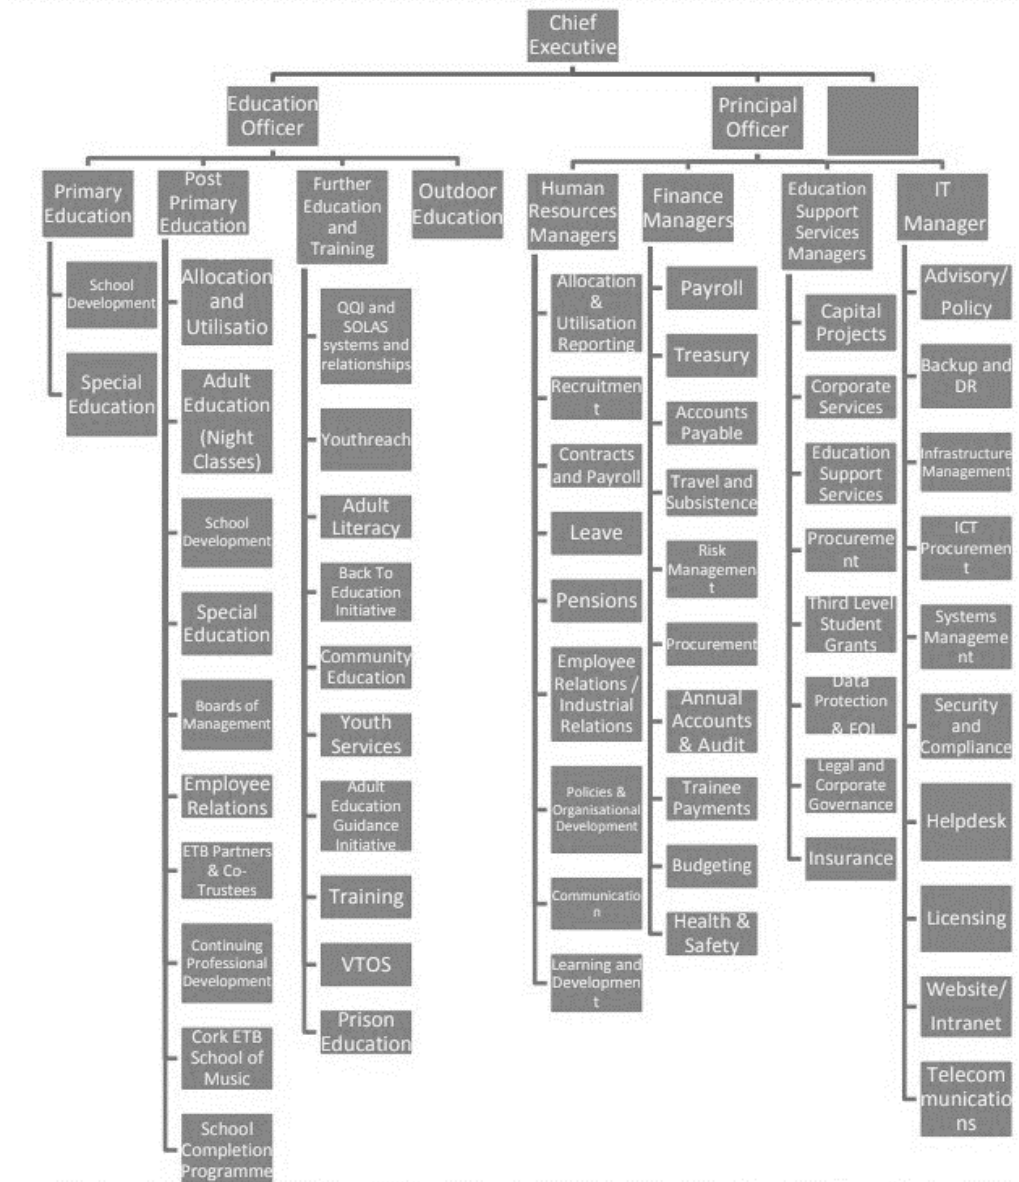 Chief
Executive
Education
Officer
Principal
Officer
Primary
Education
Post
Primary
Education
Further
Education
and
Training
Outdoor
Education
Human
Resources
Managers
Finance
Managers
Education
Support
Services
Managers
IT
Manager
School
Development
Special
Education
Allocation
and
Utilisatio
Adult
Education
(Night
Classes)
School
Development
Special
Education
Boards of
Management
Employee
Relations
ETB Partners
& Co-
Trustees
Continuing
Professional
Development
Cork ETB
School of
Music
School
Completion
Programme
QQI and
SOLAS
systems and
relationships
Youthreach
Adult
Literacy
Back To
Education
Initiative
Community
Education
Youth
Services
Adult
Education
Guidance
Initiative
Training
VTOS
Prison
Education
Allocation
&
Utilisation
Reporting
Recruitmen
t
Contracts
and Payroll
Leave
Pensions
Employee
Relations /
Industrial
Relations
Policies &
Organisational
Development
Communicatio
n
Learning and
Developmen
t
Payroll
Treasury
Accounts
Payable
Travel and
Subsistence
Risk
Managemen
t
Procurement
Annual
Accounts
& Audit
Trainee
Payments
Budgeting
Health &
Safety
Capital
Projects
Corporate
Services
Education
Support
Services
Procureme
nt
Third Level
Student
Grants
Data
Protection
& FOI
Legal and
Corporate
Governance
Insurance
Advisory/
Policy
Backup and
DR
Infrastructure
Management
ICT
Procuremen
t
Systems
Manageme
nt
Security
and
Compliance
Helpdesk
Licensing
Website/
Intranet
Telecom
municatio
ns